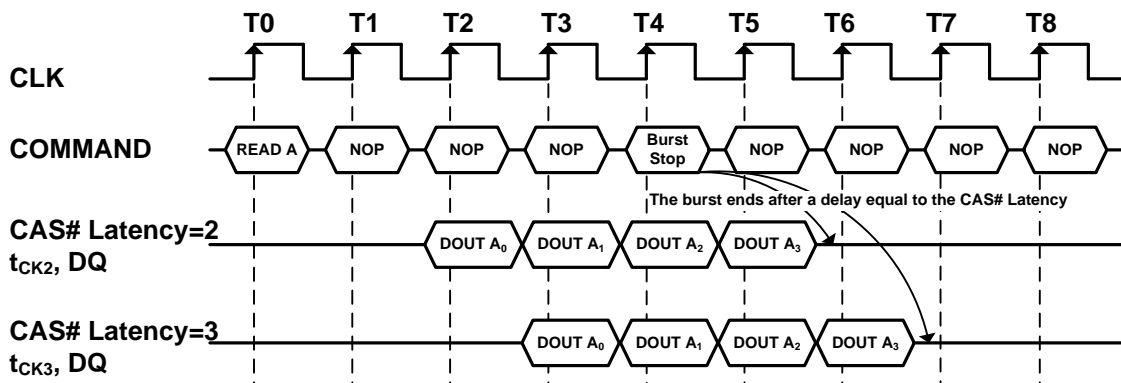 T0 T1 T2 T3 T4 T5 T6 T7 T8
CLK
COMMAND READ A NOP NOP NOP Burst Stop NOP NOP NOP NOP
The burst ends after a delay equal to the CAS# Latency
CAS# Latency=2
tCK2, DQ
DOUT A0 DOUT A1 DOUT A2 DOUT A3
CAS# Latency=3
tCK3, DQ
DOUT A0 DOUT A1 DOUT A2 DOUT A3